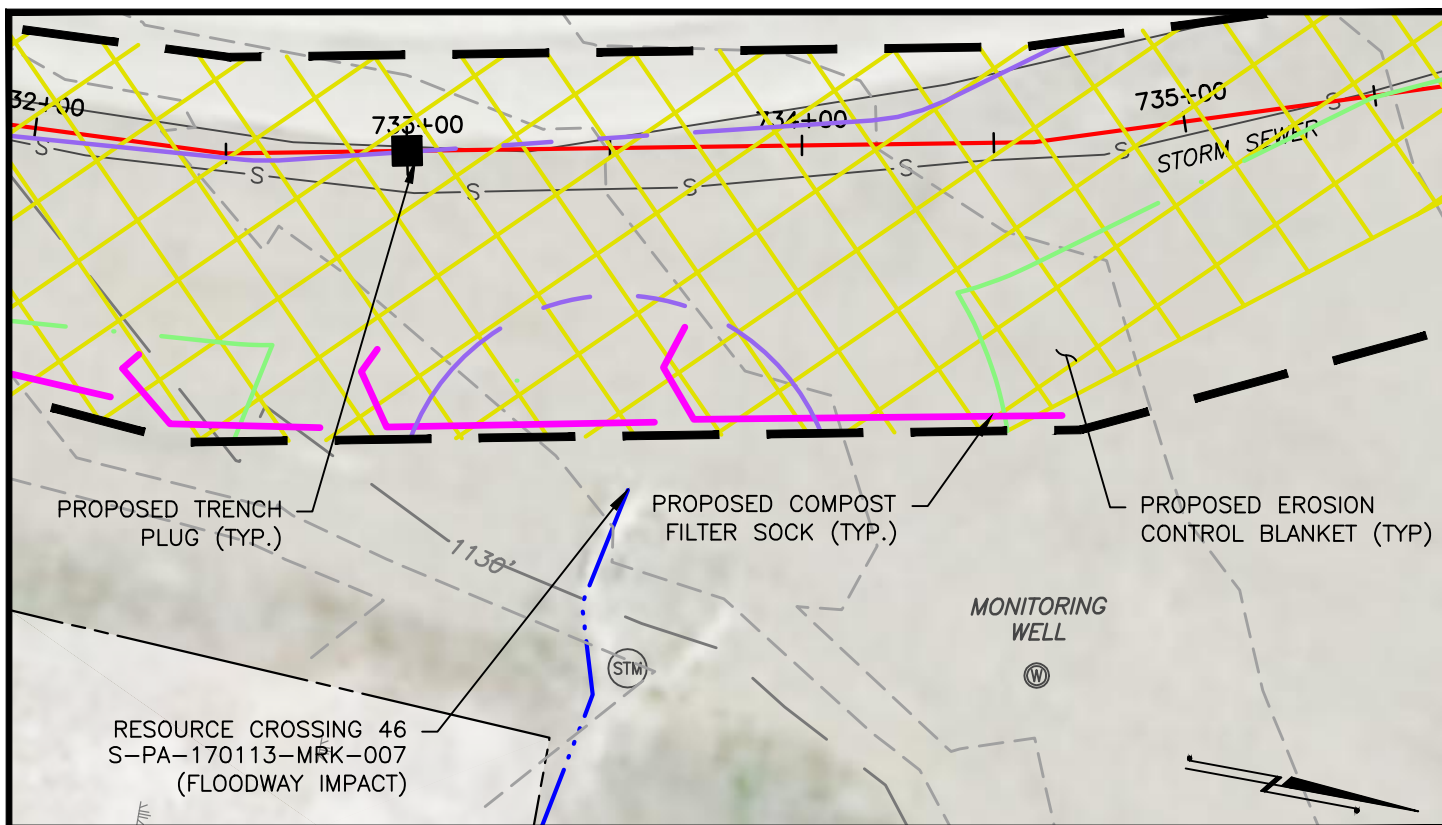 32+00
733+00
734+00
735+00
S
S
S
S
S
S
S
STORM SEWER
PROPOSED TRENCH
PLUG (TYP.)
PROPOSED COMPOST
FILTER SOCK (TYP.)
PROPOSED EROSION
CONTROL BLANKET (TYP)
1130'
MONITORING
WELL
W
STM
RESOURCE CROSSING 46
S-PA-170113-MRK-007
(FLOODWAY IMPACT)